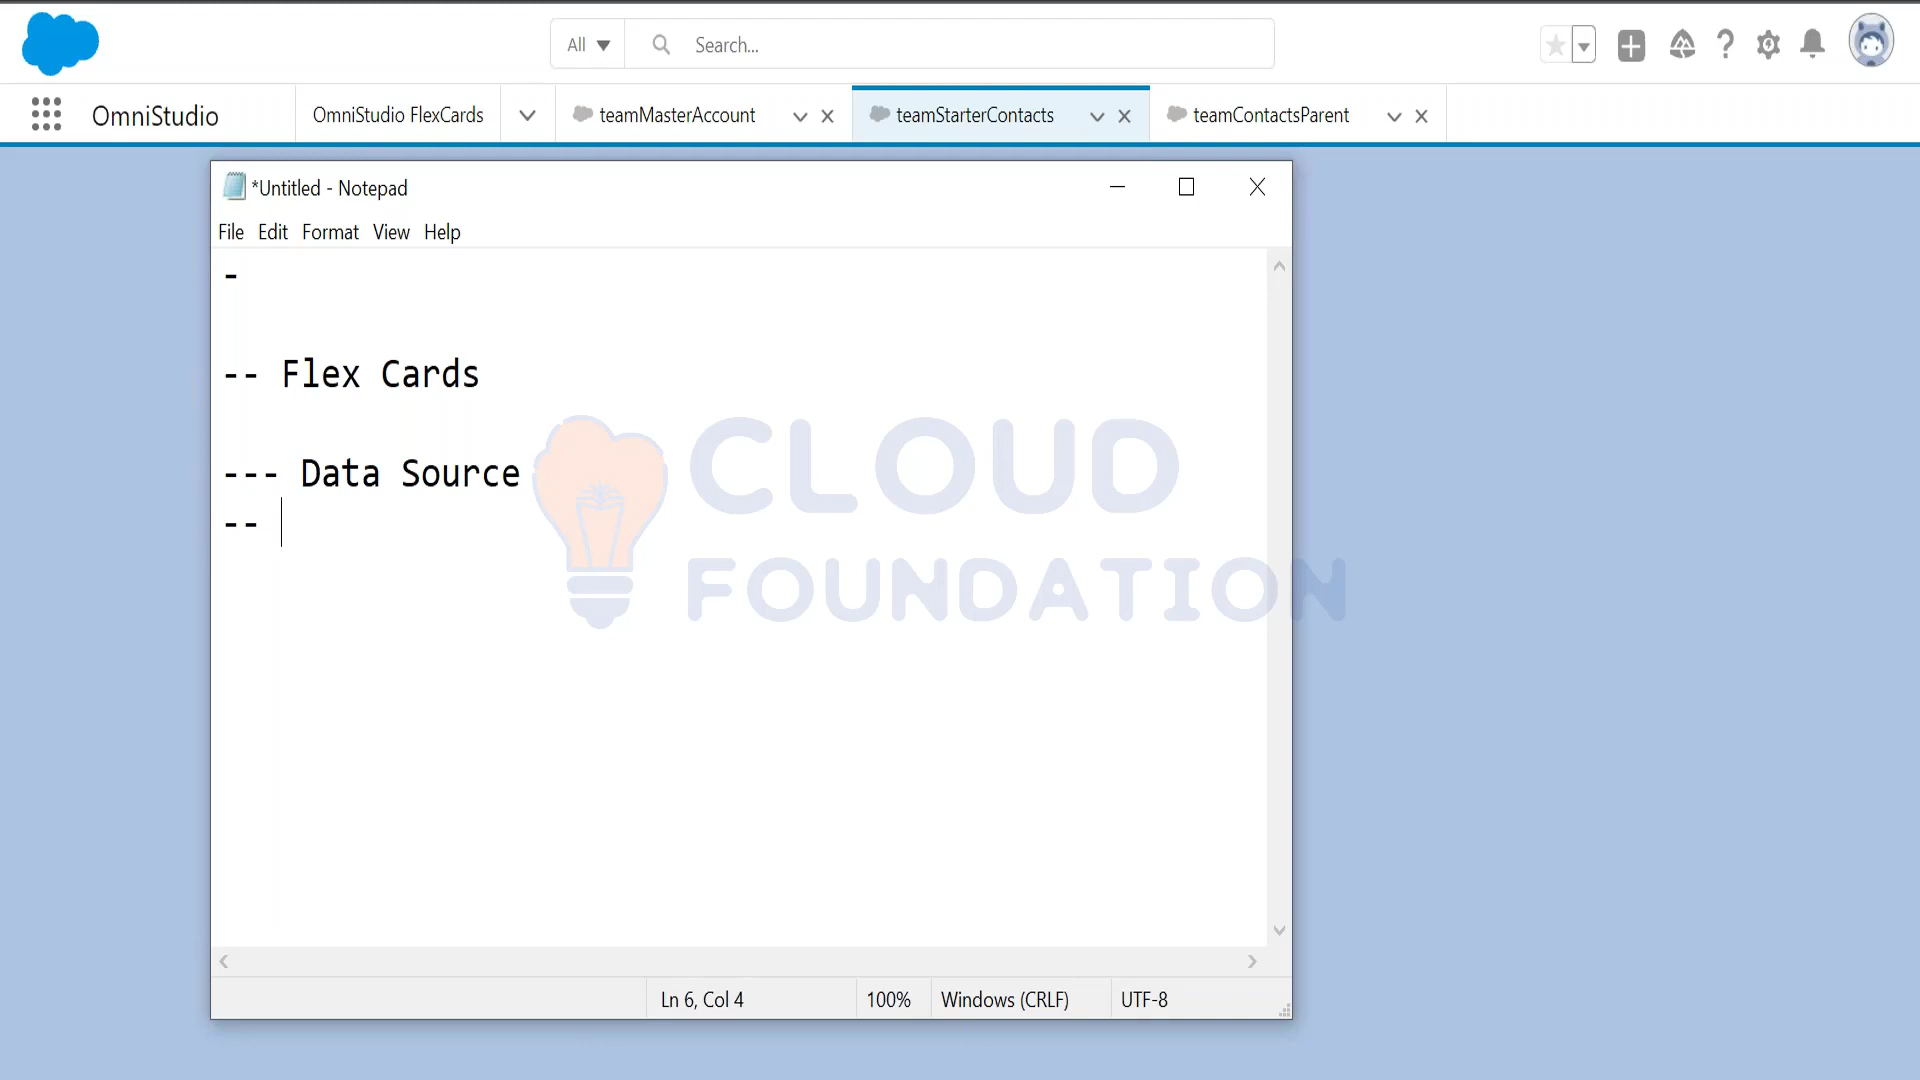 All
Search...
OmniStudio
OmniStudio FlexCards
teamMasterAccount
teamStarterContacts
teamContactsParent
*Untitled - Notepad
File Edit Format View Help
-
-- Flex Cards
--- Data Source
--
CLOUD
FOUNDATION
Ln 6, Col 4
100%
Windows (CRLF)
UTF-8